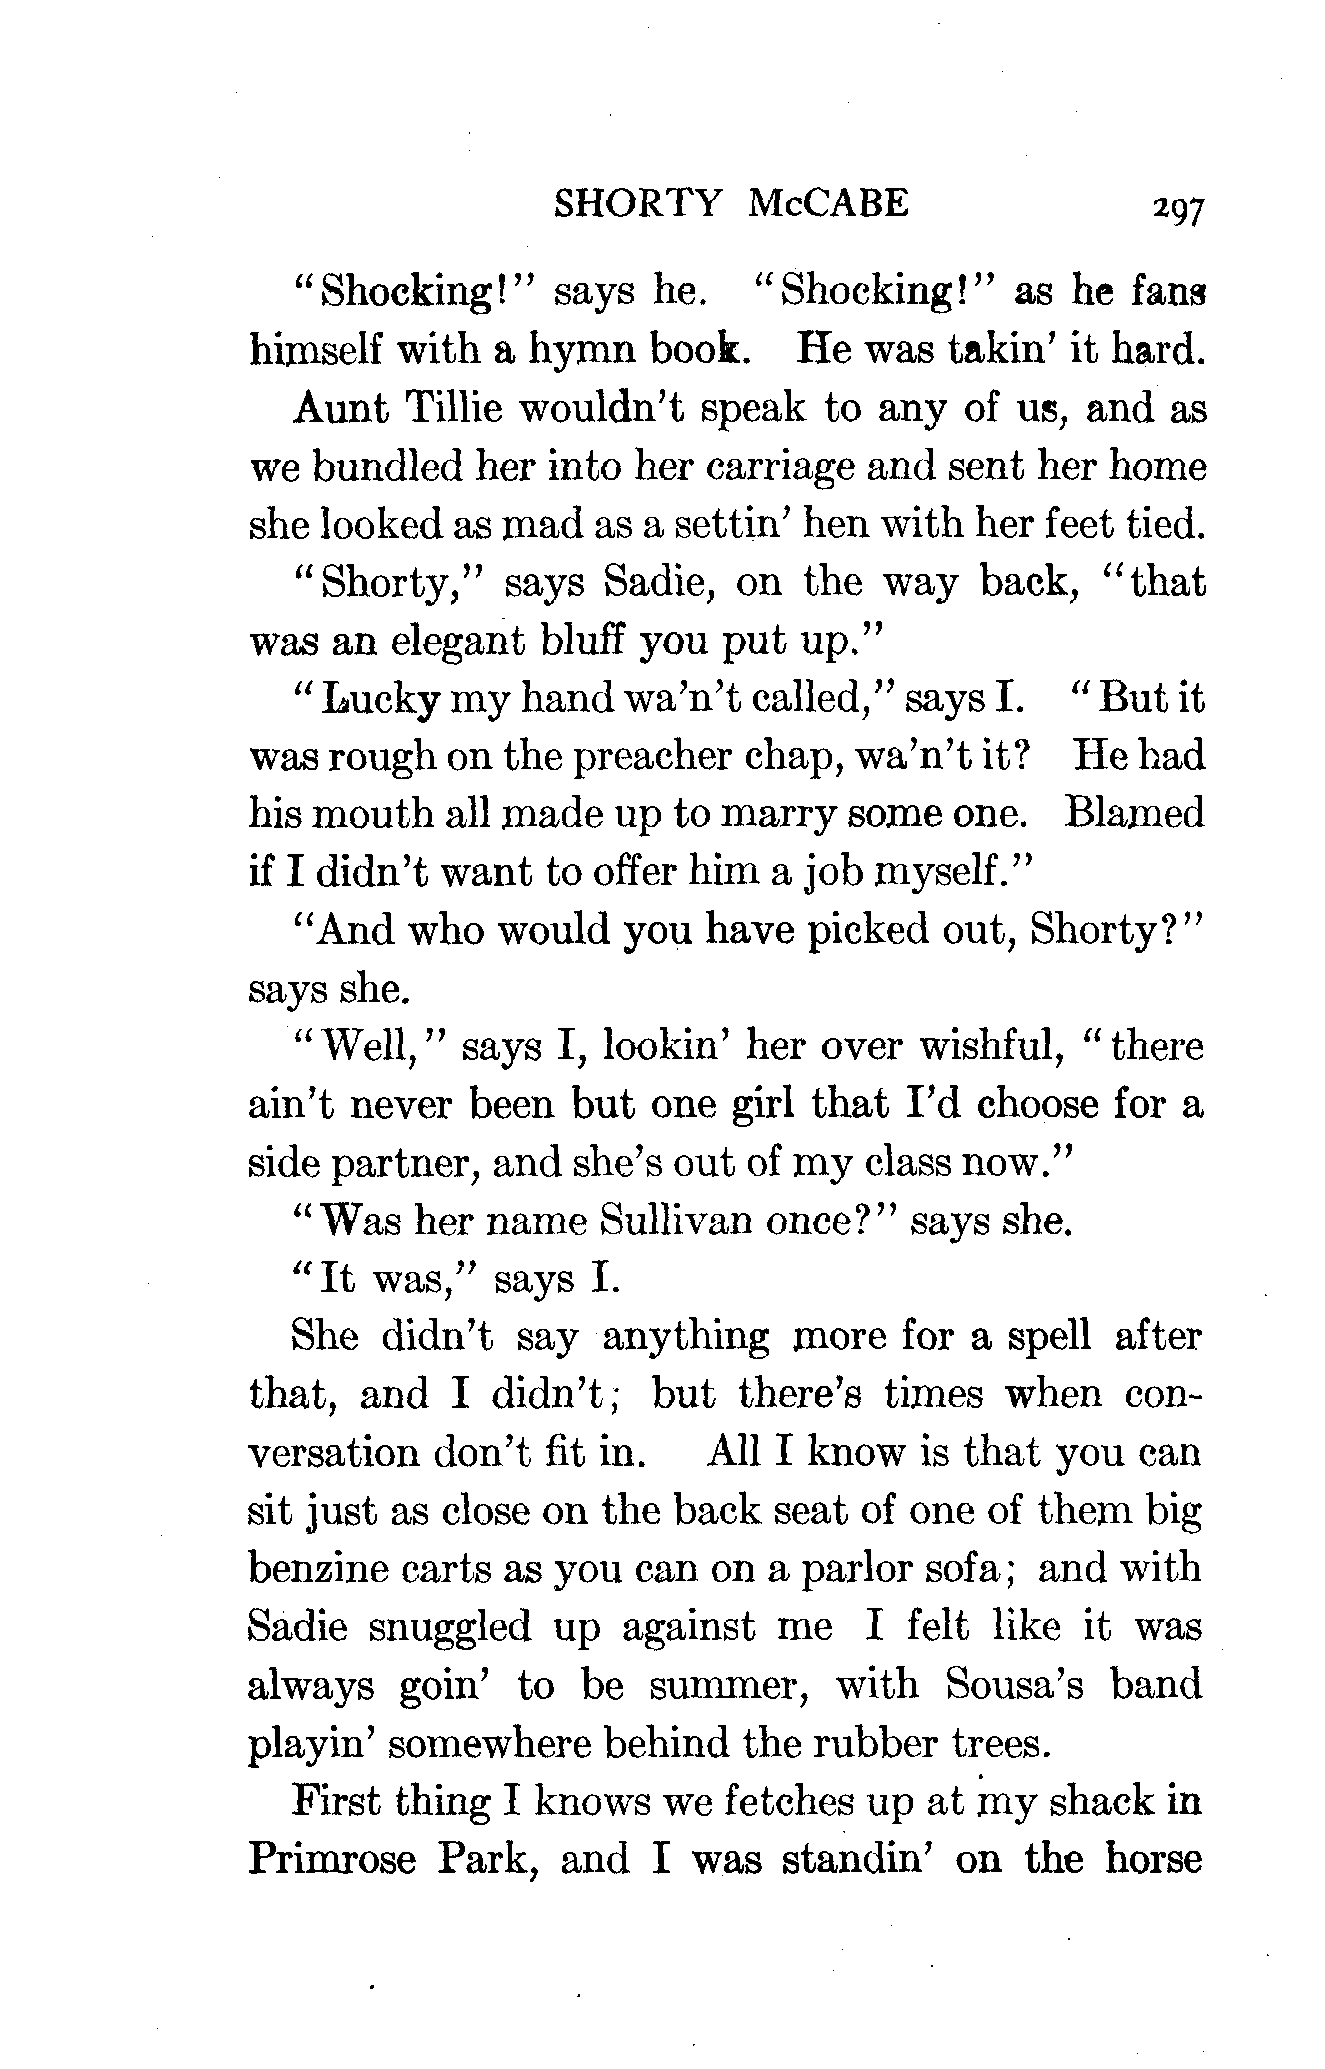 SHORTY McCABE 297
"Shocking!" says he. "Shocking!" as he fans
himself with a hymn book. He was takin' it hard.
Aunt Tillie wouldn't speak to any of us, and as
we bundled her into her carriage and sent her home
she looked as mad as a settin' hen with her feet tied.
"Shorty," says Sadie, on the way back, "that
was an elegant bluff you put up."
"Lucky my hand wa'n't called," says I. "But it
was rough on the preacher chap, wa'n't it? He had
his mouth all made up to marry some one. Blamed
if I didn't want to offer him a job myself."
"And who would you have picked out, Shorty?"
says she.
"Well," says I, lookin' her over wishful, "there
ain't never been but one girl that I'd choose for a
side partner, and she's out of my class now."
"Was her name Sullivan once?" says she.
"It was," says I.
She didn't say anything more for a spell after
that, and I didn't; but there's times when con-
versation don't fit in. All I know is that you can
sit just as close on the back seat of one of them big
benzine carts as you can on a parlor sofa; and with
Sadie snuggled up against me I felt like it was
always goin' to be summer, with Sousa's band
playin' somewhere behind the rubber trees.
First thing I knows we fetches up at my shack in
Primrose Park, and I was standin' on the horse